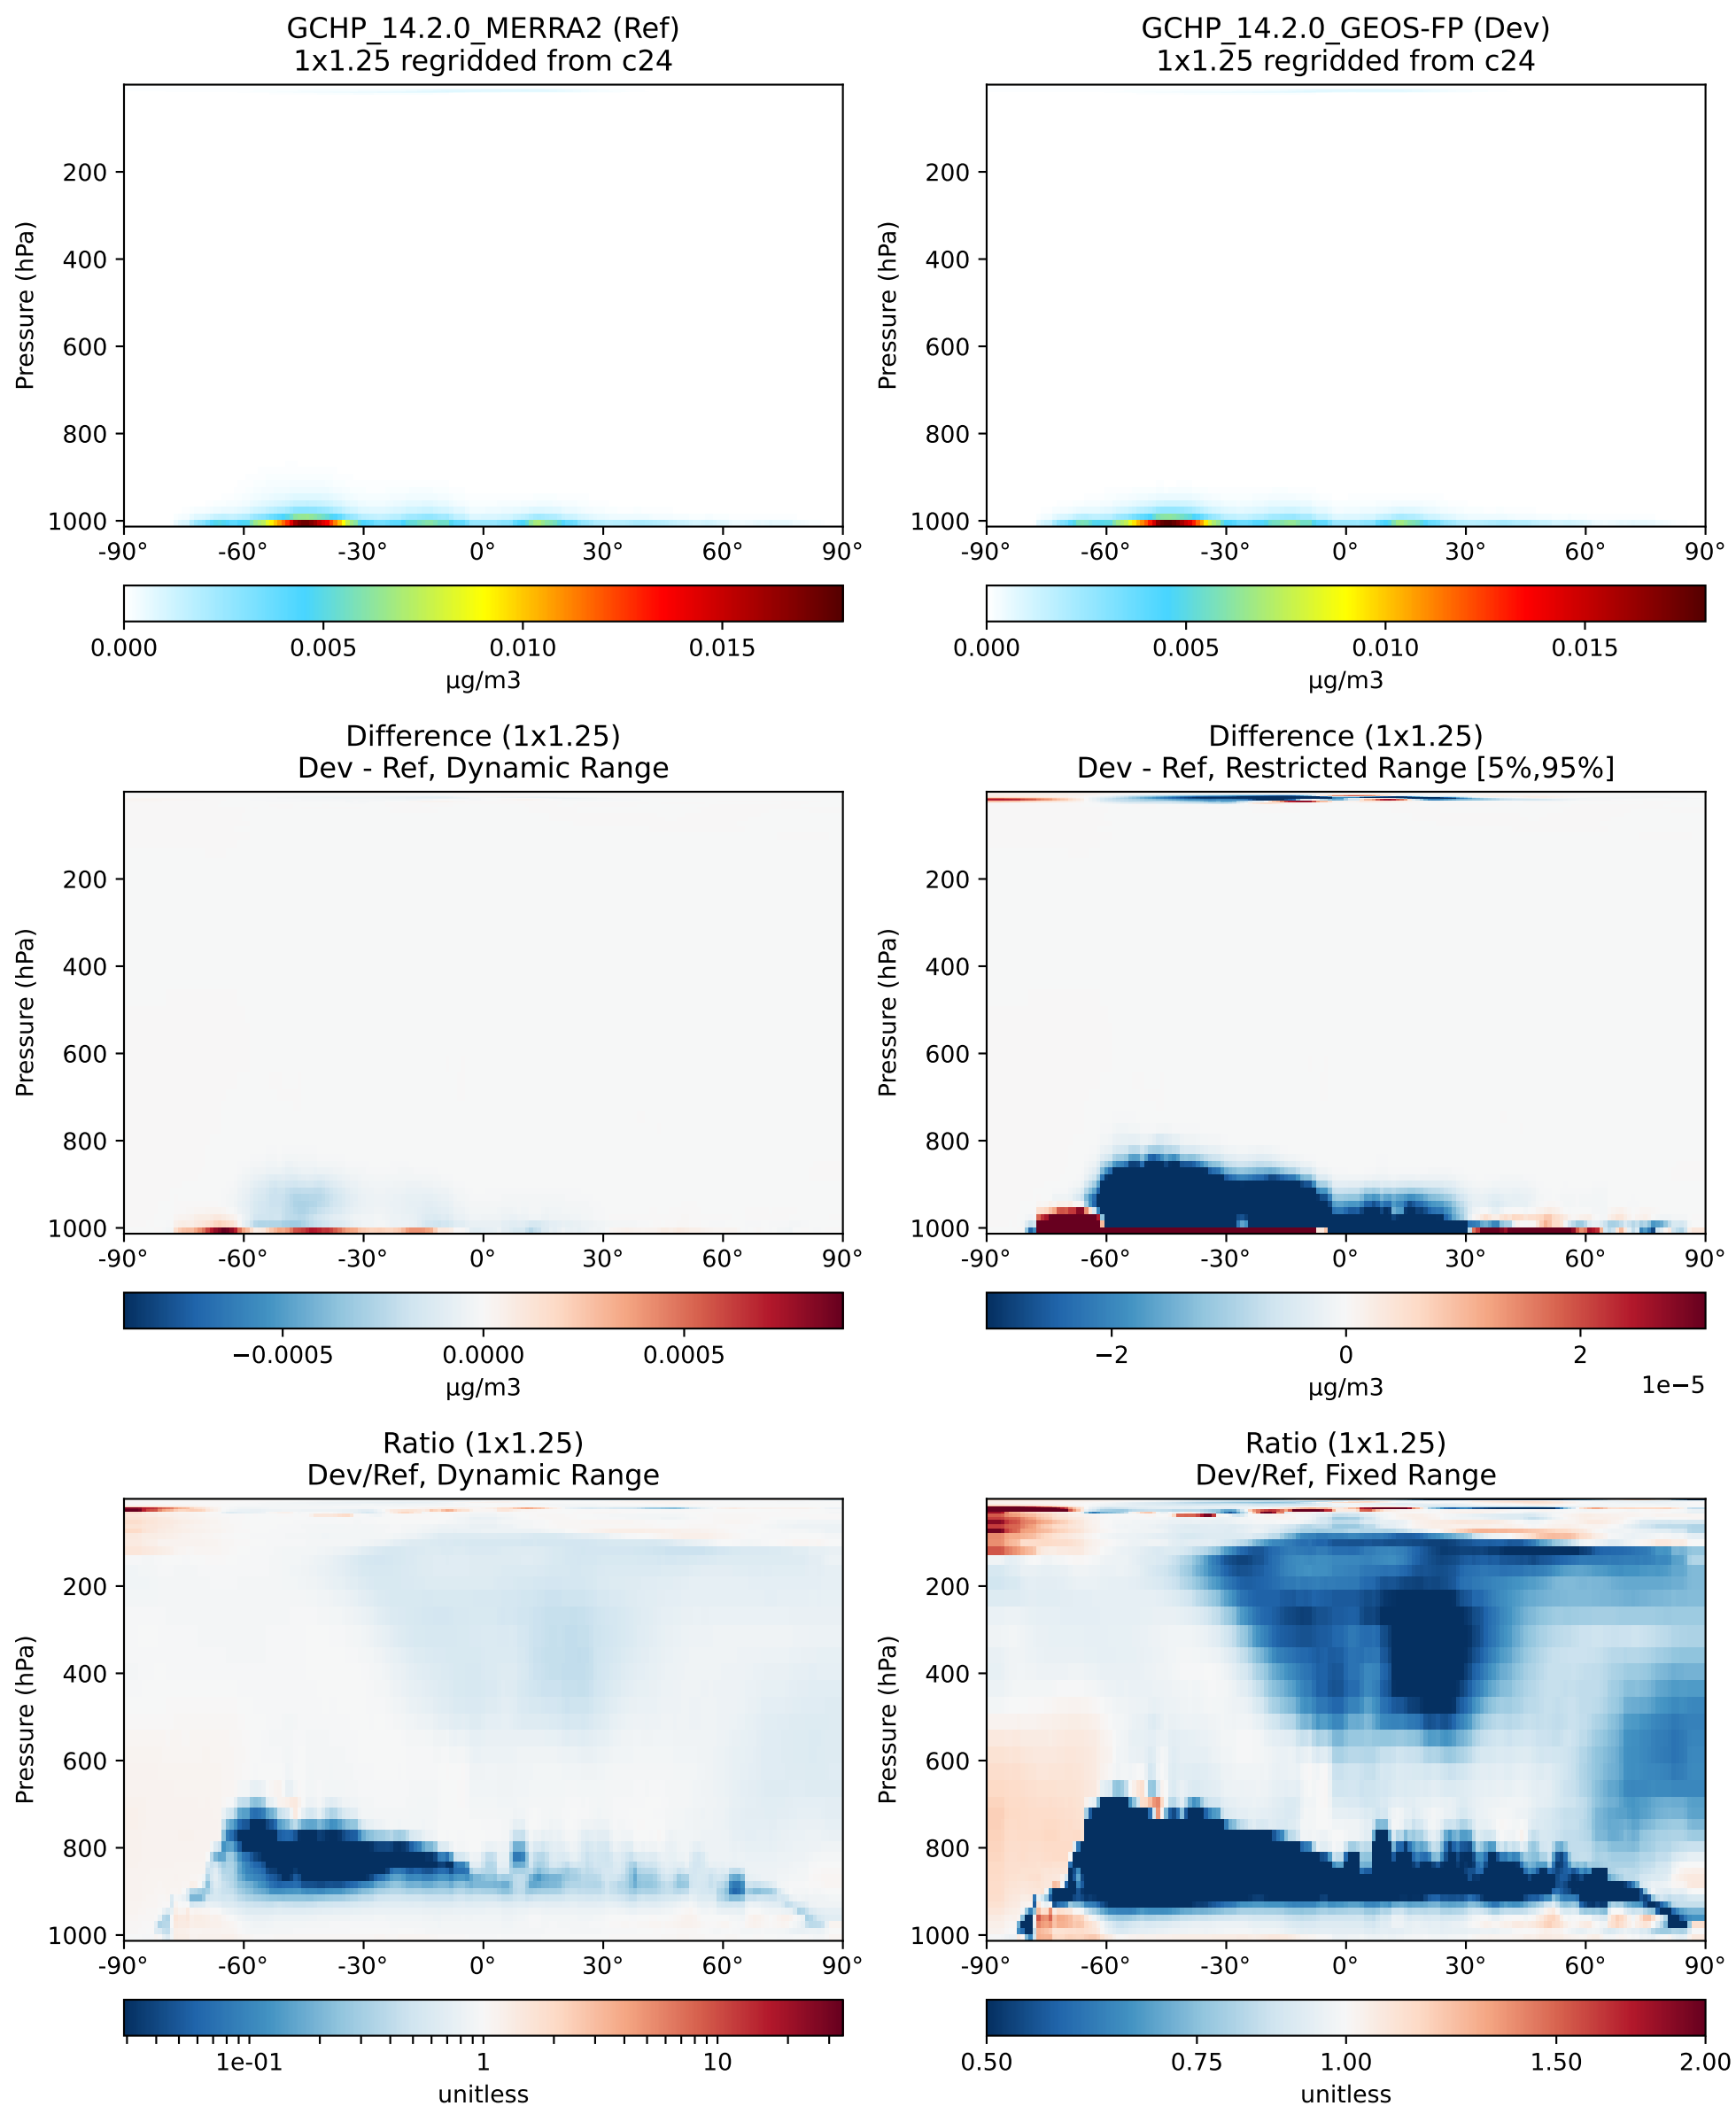 GCHP_14.2.0_MERRA2 (Ref)
1x1.25 regridded from c24
GCHP_14.2.0_GEOS-FP (Dev)
1x1.25 regridded from c24
Pressure (hPa)
200
400
600
800
1000
-90° -60° -30° 0° 30° 60° 90°
0.000 0.005 0.010 0.015
µg/m3
Pressure (hPa)
200
400
600
800
1000
-90° -60° -30° 0° 30° 60° 90°
0.000 0.005 0.010 0.015
µg/m3
Difference (1x1.25)
Dev - Ref, Dynamic Range
Pressure (hPa)
200
400
600
800
1000
-90° -60° -30° 0° 30° 60° 90°
−0.0005 0.0000 0.0005
µg/m3
Difference (1x1.25)
Dev - Ref, Restricted Range [5%,95%]
Pressure (hPa)
200
400
600
800
1000
-90° -60° -30° 0° 30° 60° 90°
−2 0 2
µg/m3
1e−5
Ratio (1x1.25)
Dev/Ref, Dynamic Range
Pressure (hPa)
200
400
600
800
1000
-90° -60° -30° 0° 30° 60° 90°
1e-01 1 10
unitless
Ratio (1x1.25)
Dev/Ref, Fixed Range
Pressure (hPa)
200
400
600
800
1000
-90° -60° -30° 0° 30° 60° 90°
0.50 0.75 1.00 1.50 2.00
unitless